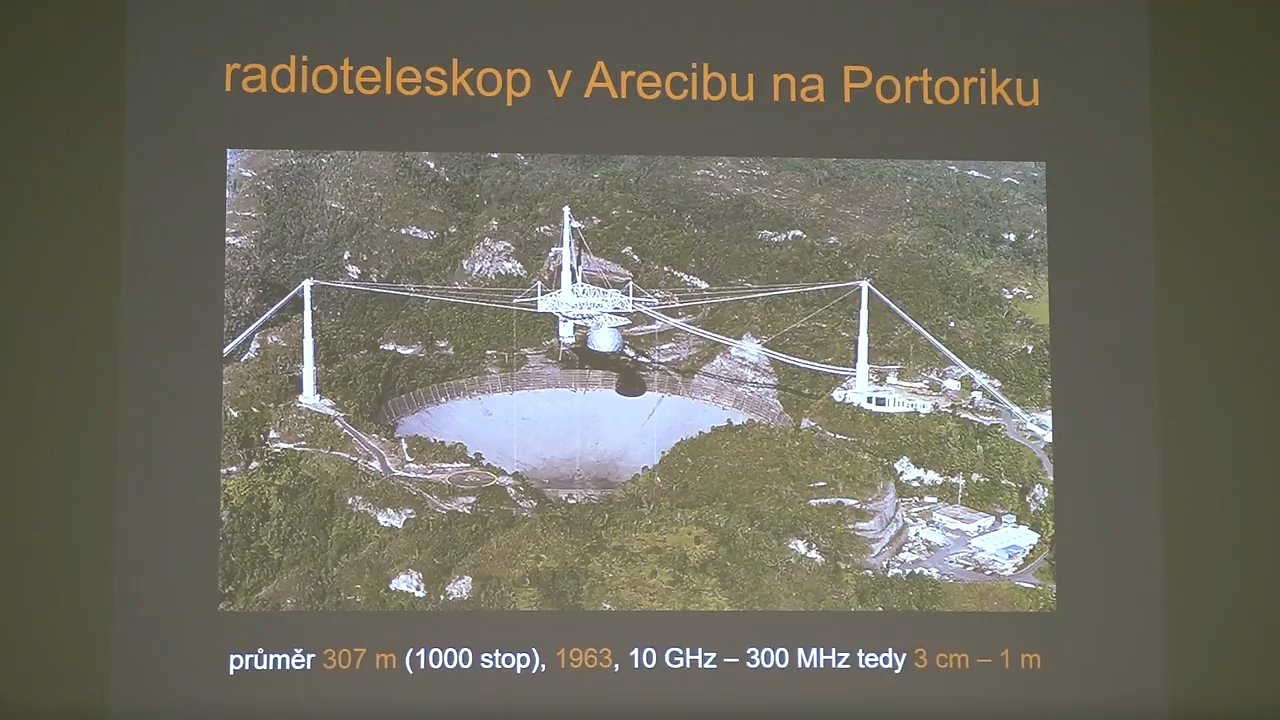 radioteleskop v Arecibu na Portoriku
průměr 307 m (1000 stop), 1963, 10 GHz – 300 MHz tedy 3 cm – 1 m